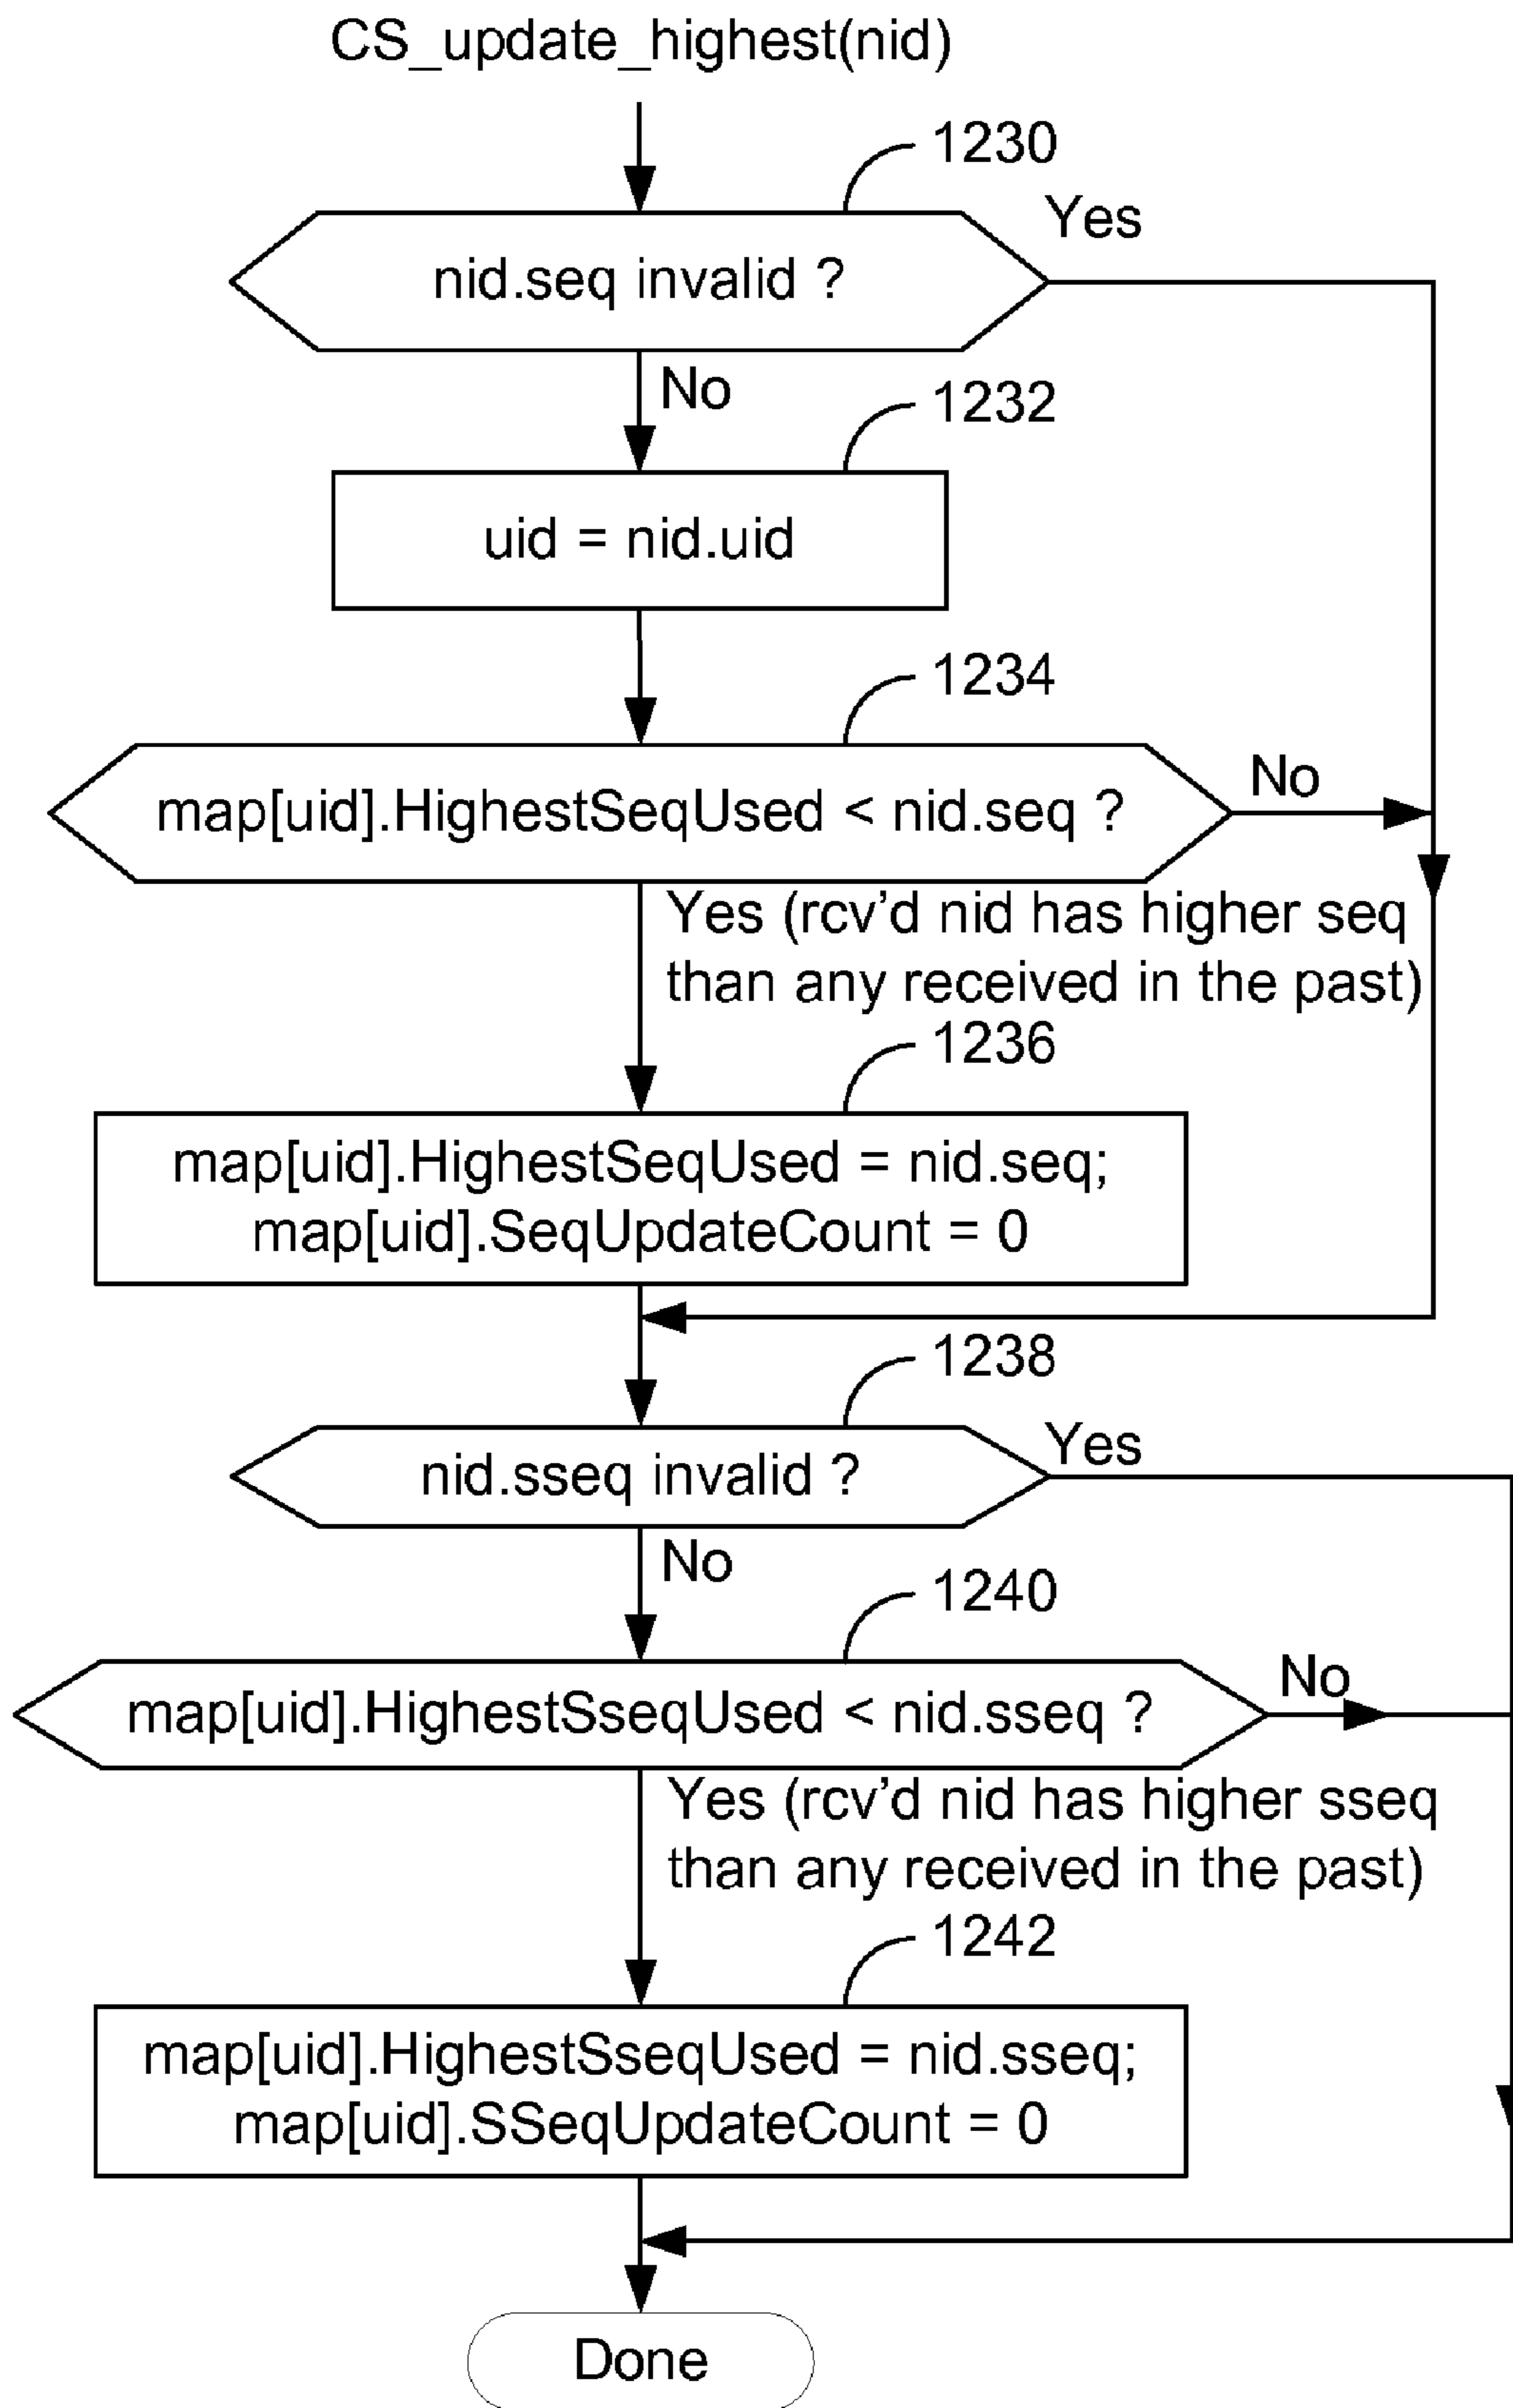 CS_update_highest(nid)
1230
Yes
nid.seq invalid ?
No
1232
uid = nid.uid
1234
No
map[uid].HighestSeqUsed < nid.seq ?
Yes (rcv’d nid has higher seq
than any received in the past)
1236
map[uid].HighestSeqUsed = nid.seq;
map[uid].SeqUpdateCount = 0
1238
Yes
nid.sseq invalid ?
No
1240
No
map[uid].HighestSseqUsed < nid.sseq ?
Yes (rcv’d nid has higher sseq
than any received in the past)
1242
map[uid].HighestSseqUsed = nid.sseq;
map[uid].SSeqUpdateCount = 0
Done